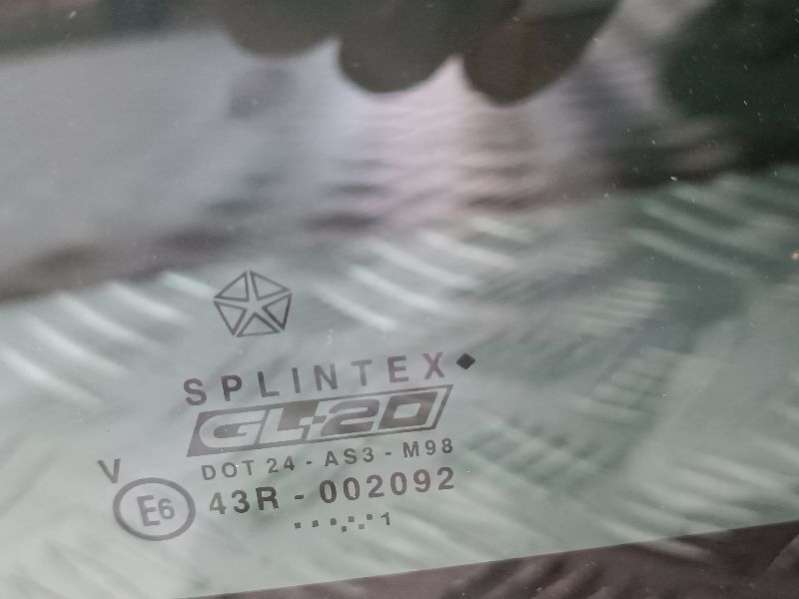 SPLINTEX
GL-20
DOT 24 - AS3 - M98
V
E6 43R - 002092
1